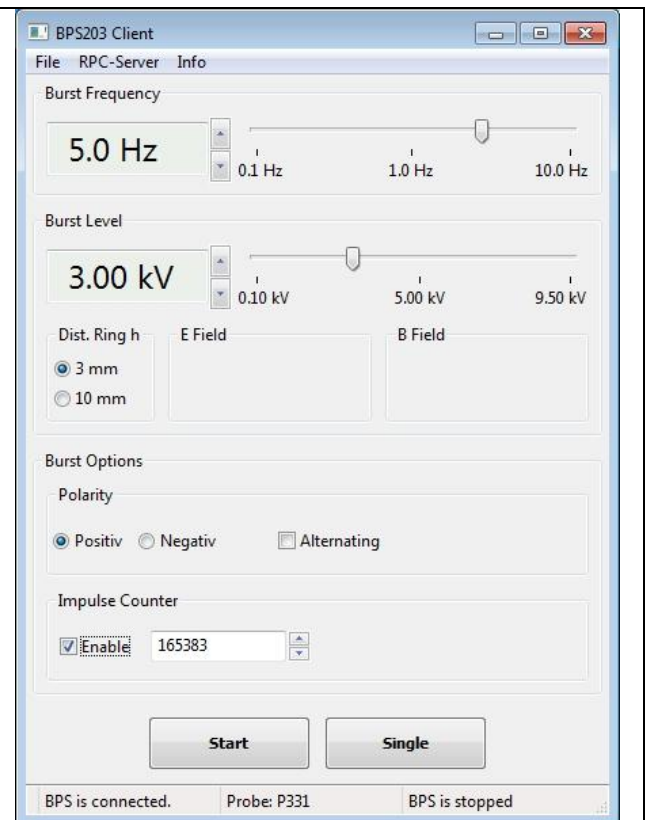 BPS203 Client
File RPC-Server Info
Burst Frequency
5.0 Hz
0.1 Hz 1.0 Hz 10.0 Hz
Burst Level
3.00 kV
0.10 kV 5.00 kV 9.50 kV
Dist. Ring h E Field B Field
3 mm
10 mm
Burst Options
Polarity
Positiv Negativ Alternating
Impulse Counter
Enable 165383
Start Single
BPS is connected. Probe: P331 BPS is stopped